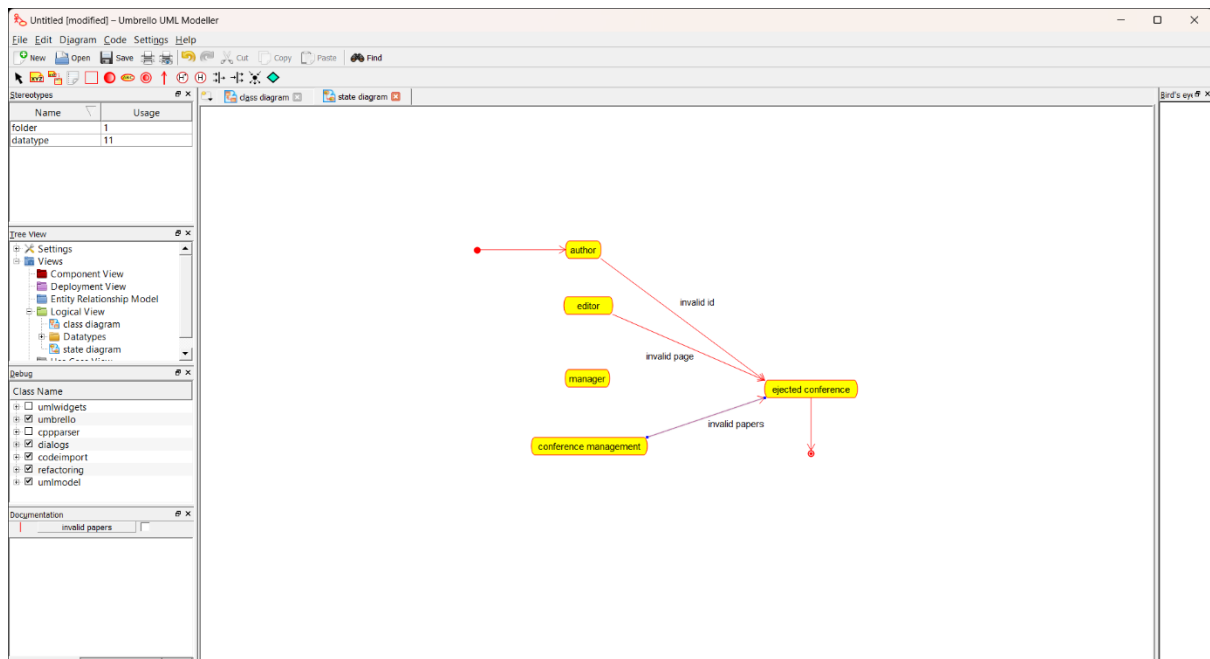 Untitled [modified] – Umbrello UML Modeller
File Edit Diagram Code Settings Help
New Open Save Cut Copy Paste Find
Stereotypes
class diagram state diagram
Bird's eye
Name Usage
folder 1
datatype 11
Tree View
Settings
Views
Component View
Deployment View
Entity Relationship Model
Logical View
class diagram
Datatypes
state diagram
Debug
Class Name
umlwidgets
umbrello
cppparser
dialogs
codeimport
refactoring
umlmodel
Documentation
invalid papers
author
editor
invalid id
invalid page
manager
ejected conference
invalid papers
conference management